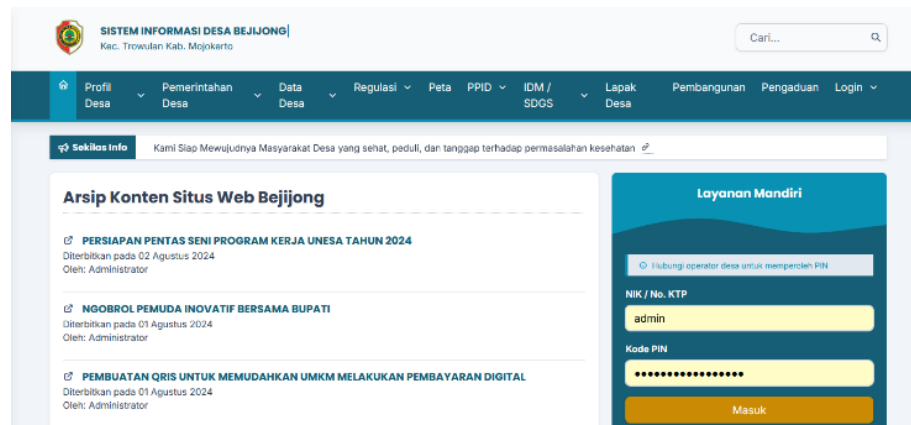 SISTEM INFORMASI DESA BEJIJONG
Kec. Trowulan Kab. Mojokerto
Cari...
Profil Desa
Pemerintahan Desa
Data Desa
Regulasi
Peta
PPID
IDM / SDGS
Lapak Desa
Pembangunan
Pengaduan
Login
Sekilas Info
Kami Siap Mewujudnya Masyarakat Desa yang sehat, peduli, dan tanggap terhadap permasalahan kesehatan
Arsip Konten Situs Web Bejijong
PERSIAPAN PENTAS SENI PROGRAM KERJA UNESA TAHUN 2024
Diterbitkan pada 02 Agustus 2024
Oleh: Administrator
NGOBROL PEMUDA INOVATIF BERSAMA BUPATI
Diterbitkan pada 01 Agustus 2024
Oleh: Administrator
PEMBUATAN QRIS UNTUK MEMUDAHKAN UMKM MELAKUKAN PEMBAYARAN DIGITAL
Diterbitkan pada 01 Agustus 2024
Oleh: Administrator
Layanan Mandiri
Hubungi operator desa untuk memperoleh PIN
NIK / No. KTP
admin
Kode PIN
•••••••••••••••••
Masuk